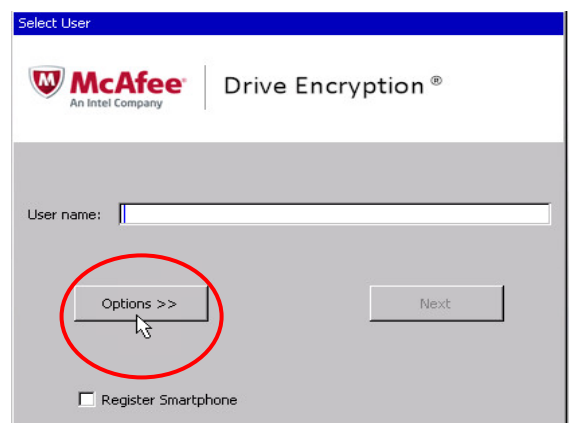 Select User
McAfee®
An Intel Company
Drive Encryption®
User name:
Options >>
Next
Register Smartphone